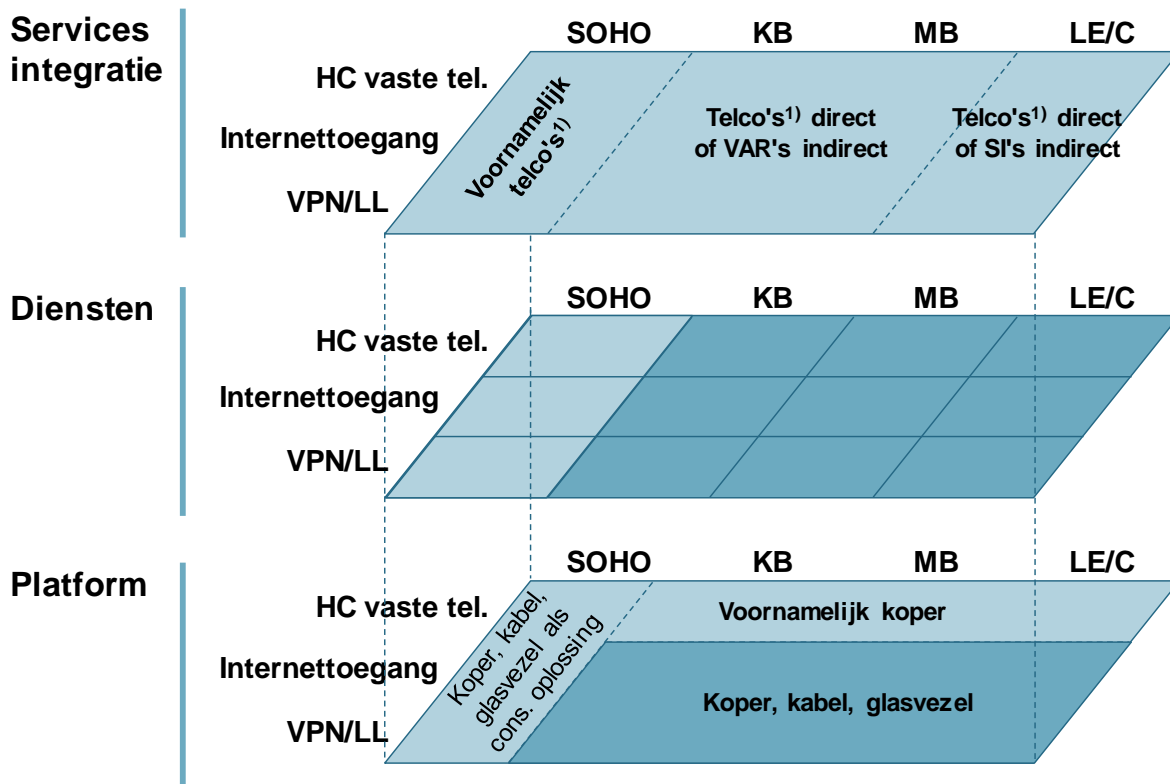 Services
integratie
SOHO KB MB LE/C
HC vaste tel.
Internettoegang
VPN/LL
Voornamelijk
telco's1)
Telco's1) direct
of VAR's indirect
Telco's1) direct
of SI's indirect
Diensten
SOHO KB MB LE/C
HC vaste tel.
Internettoegang
VPN/LL
Platform
SOHO KB MB LE/C
HC vaste tel.
Internettoegang
VPN/LL
Koper, kabel,
glasvezel als
cons. oplossing
Voornamelijk koper
Koper, kabel, glasvezel